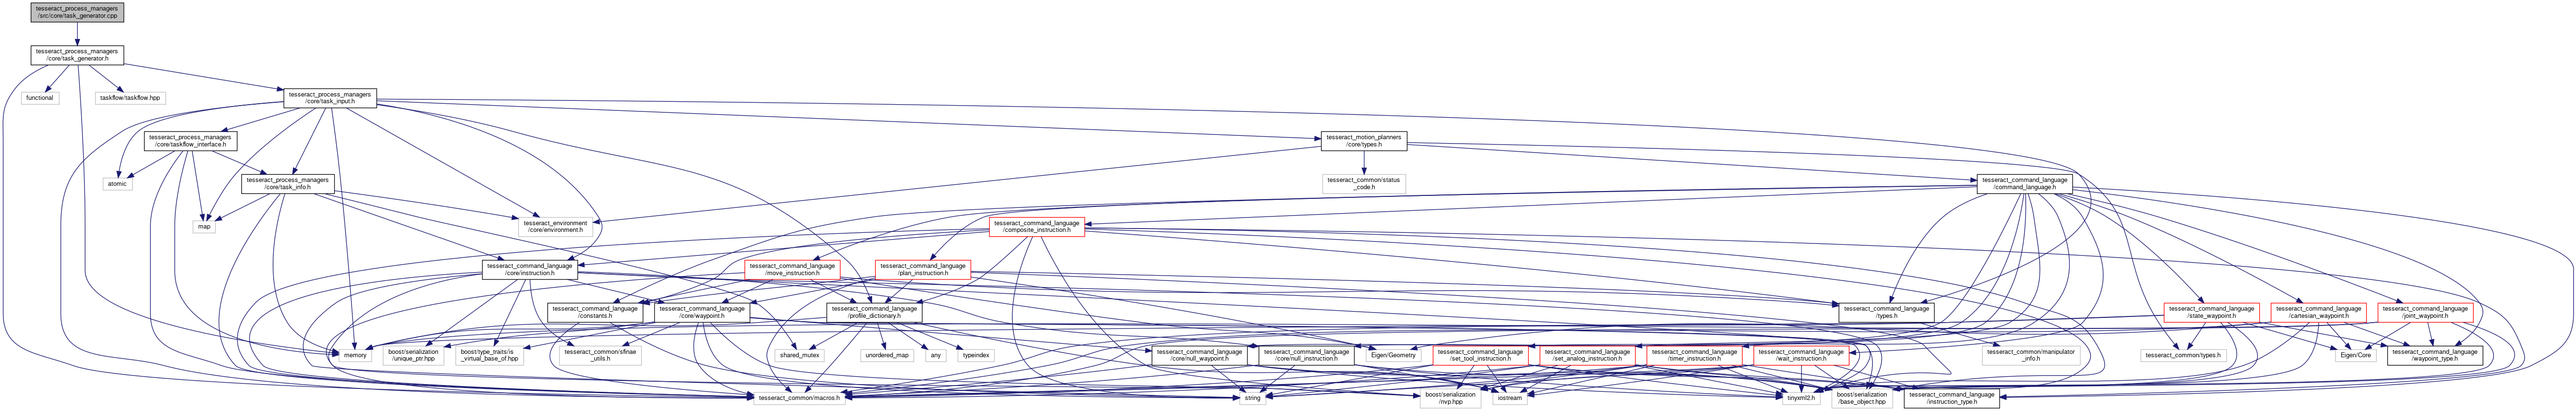 tesseract_process_managers
/src/core/task_generator.cpp
tesseract_process_managers
/core/task_generator.h
functional
taskflow/taskflow.hpp
tesseract_process_managers
/core/task_input.h
tesseract_process_managers
/core/taskflow_interface.h
tesseract_motion_planners
/core/types.h
atomic
tesseract_process_managers
/core/task_info.h
tesseract_common/status
_code.h
tesseract_command_language
/command_language.h
map
tesseract_environment
/core/environment.h
tesseract_command_language
/composite_instruction.h
tesseract_command_language
/core/instruction.h
tesseract_command_language
/move_instruction.h
tesseract_command_language
/plan_instruction.h
tesseract_command_language
/constants.h
tesseract_command_language
/core/waypoint.h
tesseract_command_language
/profile_dictionary.h
tesseract_command_language
/types.h
tesseract_command_language
/state_waypoint.h
tesseract_command_language
/cartesian_waypoint.h
tesseract_command_language
/joint_waypoint.h
memory
boost/serialization
/unique_ptr.hpp
boost/type_traits/is
_virtual_base_of.hpp
tesseract_common/sfinae
_utils.h
shared_mutex
unordered_map
any
typeindex
tesseract_command_language
/core/null_waypoint.h
tesseract_command_language
/core/null_instruction.h
Eigen/Geometry
tesseract_command_language
/set_tool_instruction.h
tesseract_command_language
/set_analog_instruction.h
tesseract_command_language
/timer_instruction.h
tesseract_command_language
/wait_instruction.h
tesseract_common/manipulator
_info.h
tesseract_common/types.h
Eigen/Core
tesseract_command_language
/waypoint_type.h
tesseract_common/macros.h
string
boost/serialization
/nvp.hpp
iostream
tinyxml2.h
boost/serialization
/base_object.hpp
tesseract_command_language
/instruction_type.h